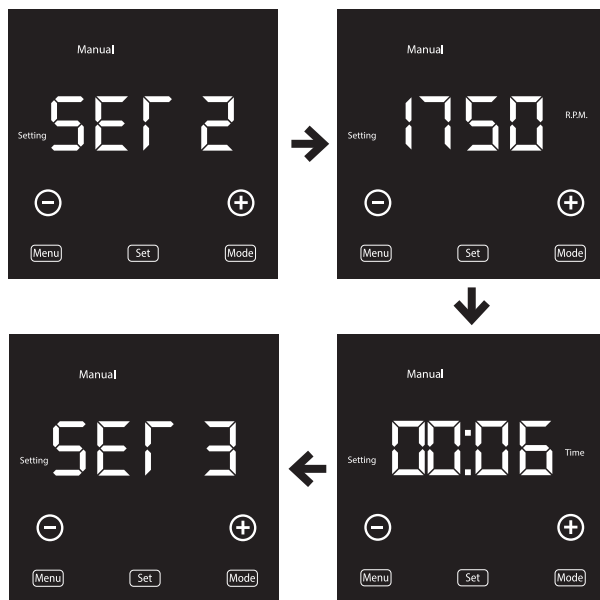 Manual
Setting SET 2
Menu Set Mode
Manual
Setting 1750 R.P.M.
Menu Set Mode
Manual
Setting 00:06 Time
Menu Set Mode
Manual
Setting SET 3
Menu Set Mode